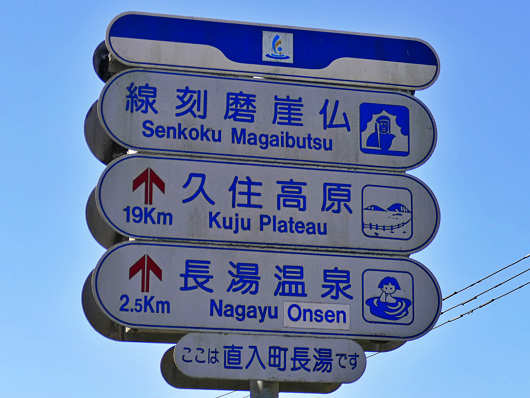 線刻磨崖仏
Senkoku Magaibutsu
久住高原
19KM Kuju Plateau
長湯温泉
2.5KM Nagayu Onsen
ここは直入町長湯です